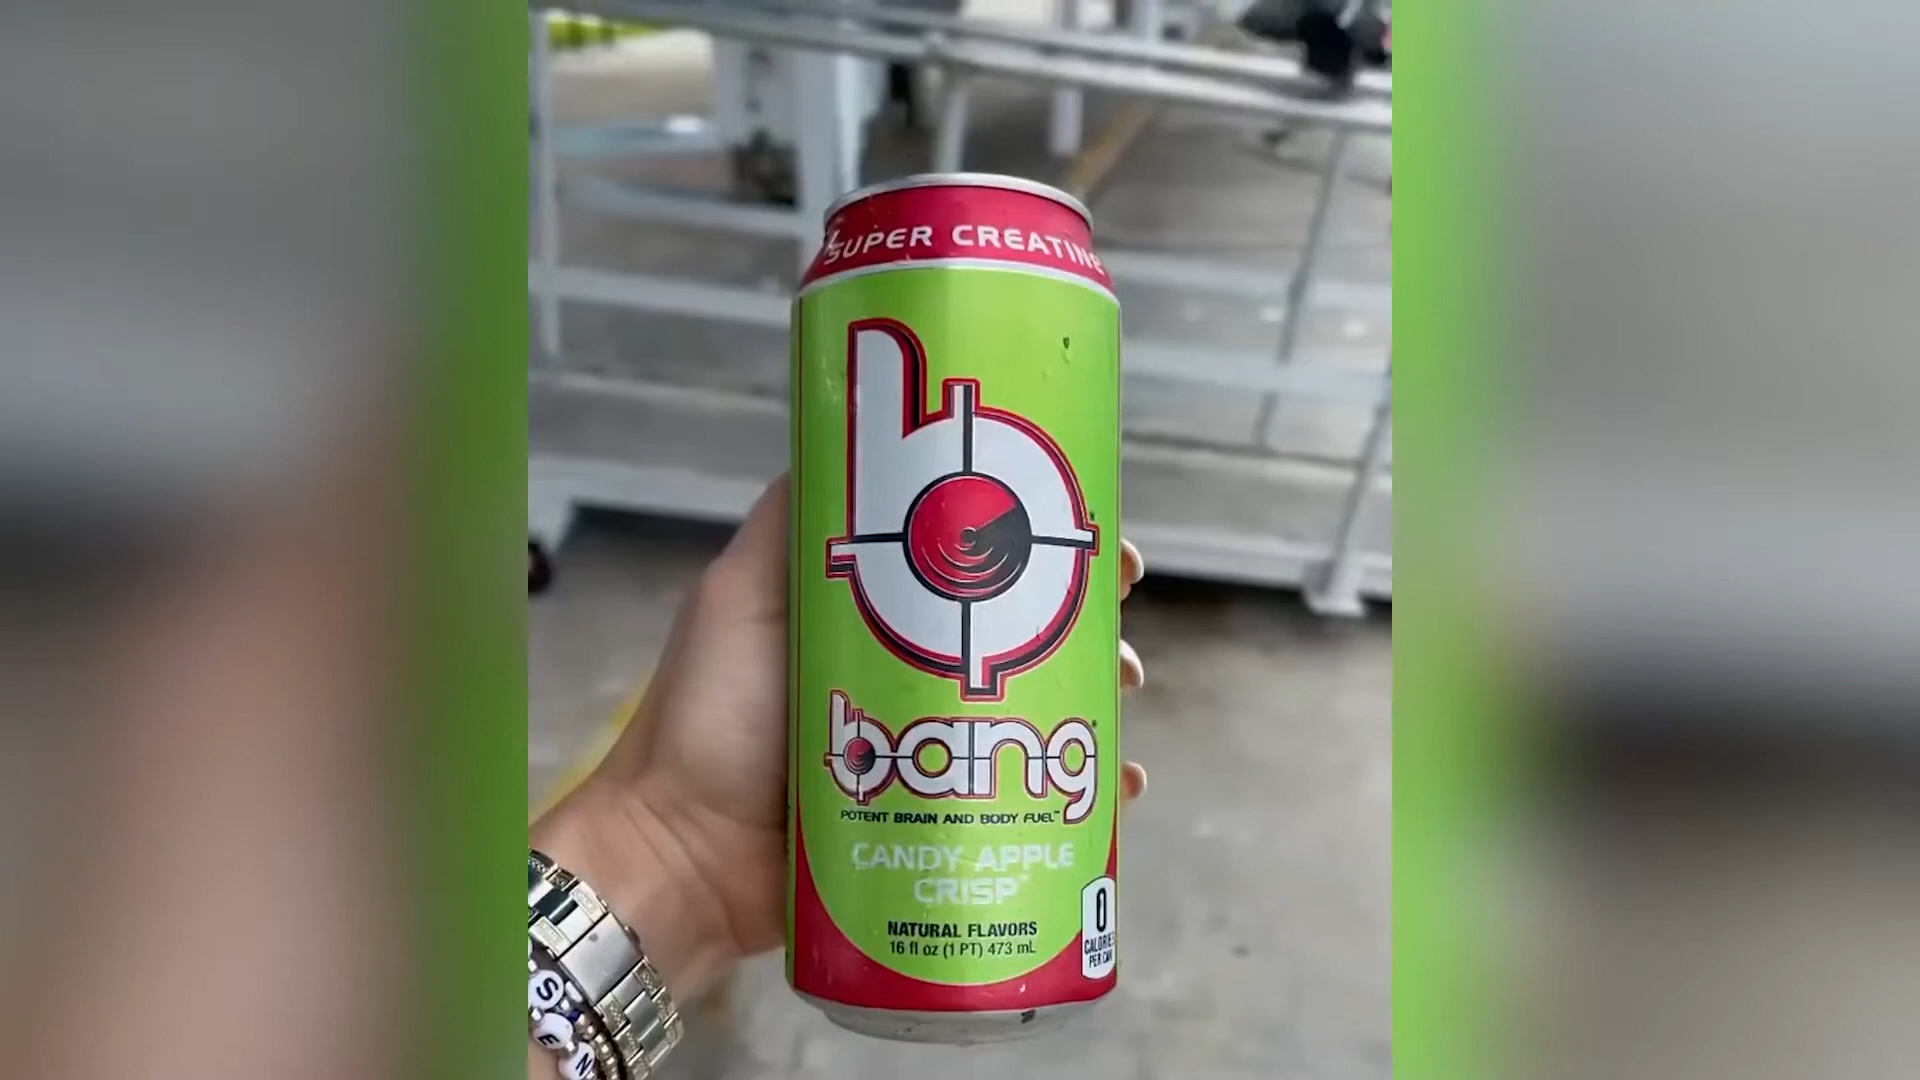 SUPER CREATINE
b
bang
POTENT BRAIN AND BODY FUEL™
CANDY APPLE
CRISP™
NATURAL FLAVORS
16 fl oz (1 PT) 473 mL
0
CALORIES
PER CAN
S
E
N